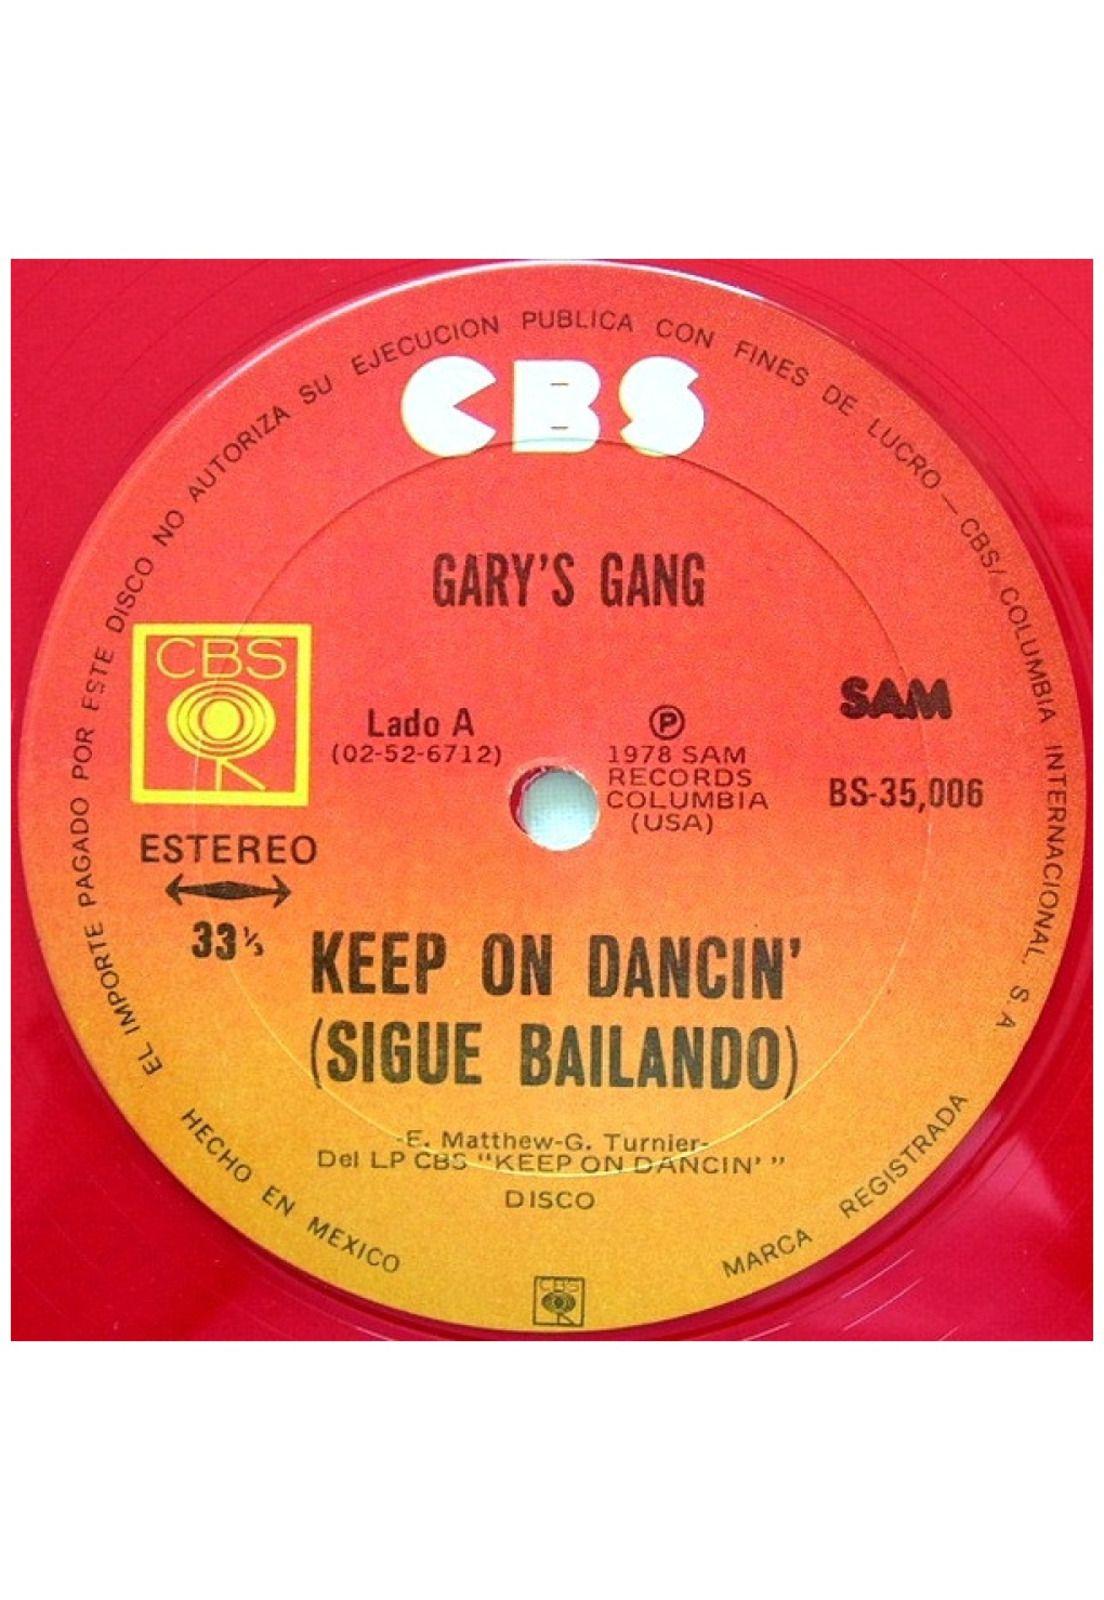 EL IMPORTE PAGADO POR ESTE DISCO NO AUTORIZA SU EJECUCION PUBLICA CON FINES DE LUCRO — CBS/COLUMBIA INTERNACIONAL, S.A
CBS
GARY'S GANG
CBS
Lado A
(02-52-6712)
Ⓟ
1978 SAM
RECORDS
COLUMBIA
(USA)
SAM
BS-35,006
ESTEREO
33 ⅓
KEEP ON DANCIN'
(SIGUE BAILANDO)
-E. Matthew-G. Turnier-
Del LP CBS "KEEP ON DANCIN'"
DISCO
HECHO EN MEXICO
MARCA REGISTRADA
CBS